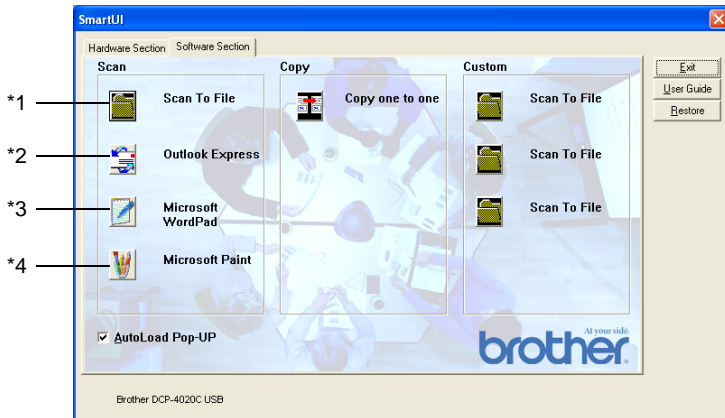 SmartUI
Hardware Section
Software Section
Scan
Copy
Custom
Exit
User Guide
Restore
*1
Scan To File
Copy one to one
Scan To File
*2
Outlook Express
Scan To File
*3
Microsoft
WordPad
Scan To File
*4
Microsoft Paint
AutoLoad Pop-UP
At your side.
brother
Brother DCP-4020C USB